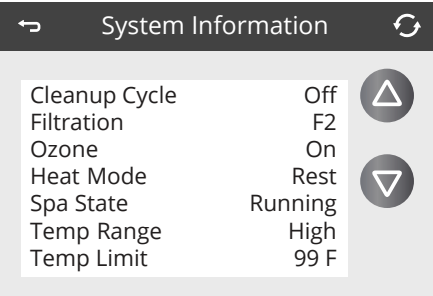 System Information
Cleanup Cycle Off
Filtration F2
Ozone On
Heat Mode Rest
Spa State Running
Temp Range High
Temp Limit 99 F